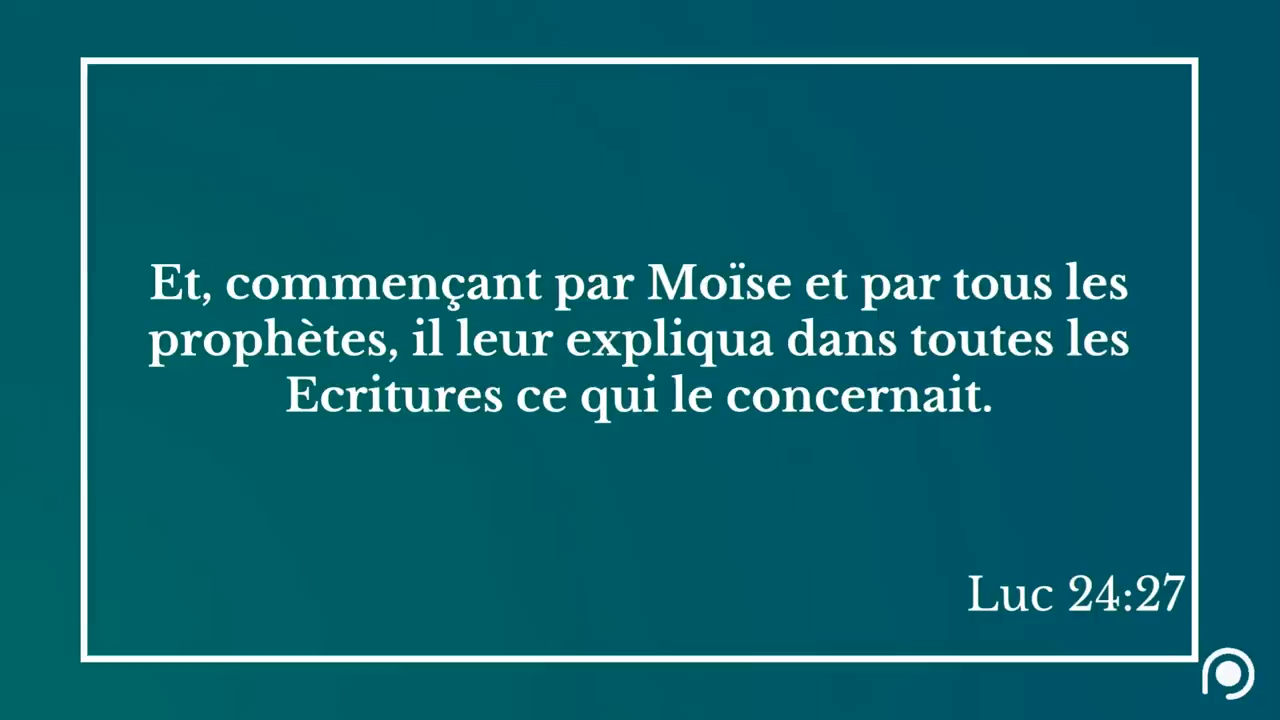 Et, commençant par Moïse et par tous les
prophètes, il leur expliqua dans toutes les
Ecritures ce qui le concernait.
Luc 24:27